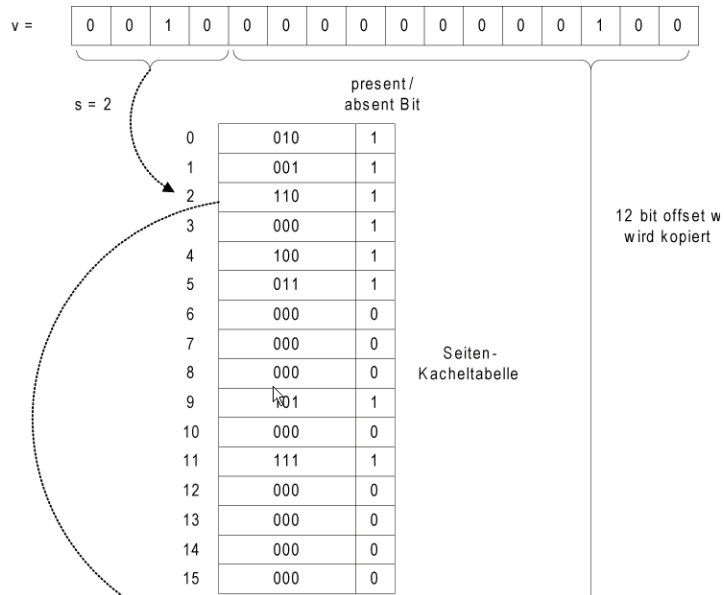 v = 0 0 1 0 0 0 0 0 0 0 0 0 0 1 0 0
s = 2
present /
absent Bit
0 010 1
1 001 1
2 110 1
3 000 1
4 100 1
5 011 1
6 000 0
7 000 0
8 000 0
9 101 1
10 000 0
11 111 1
12 000 0
13 000 0
14 000 0
15 000 0
12 bit offset w
wird kopiert
Seiten-
Kacheltabelle